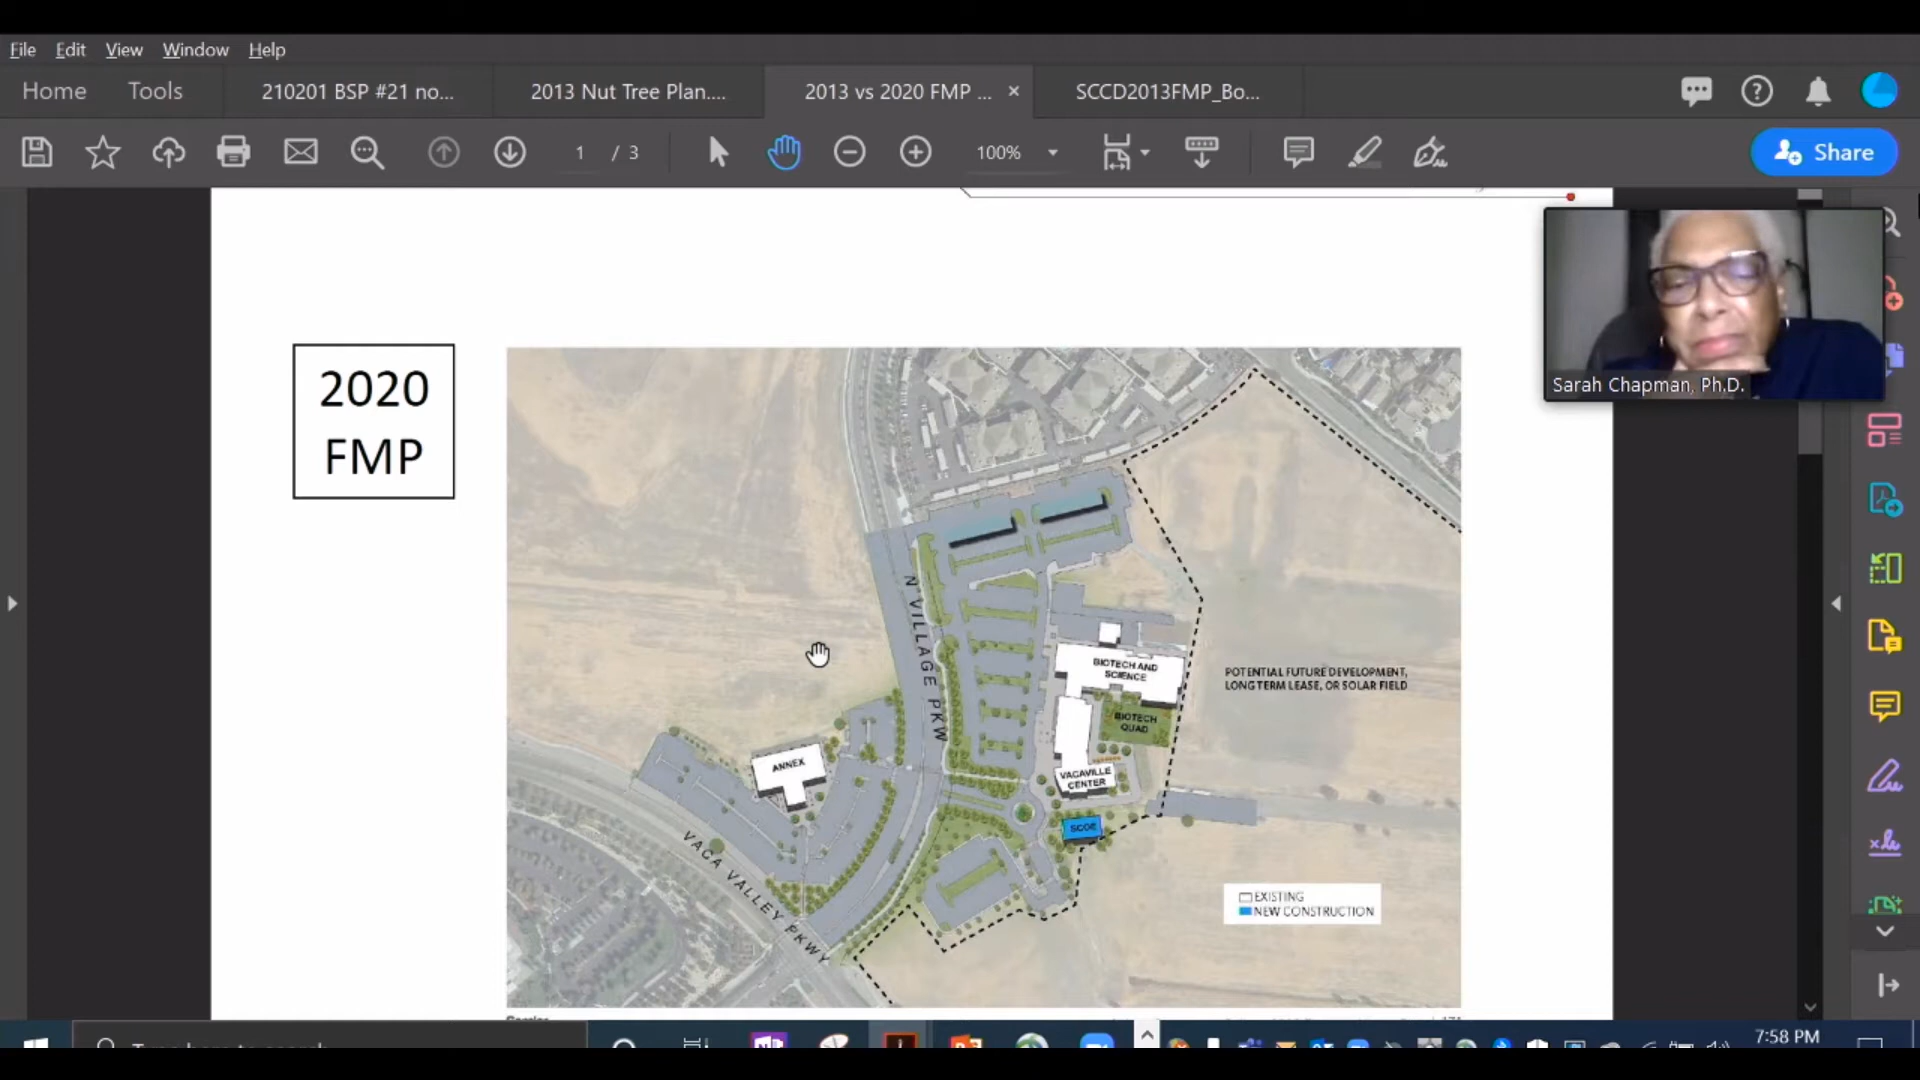 File Edit View Window Help
Home Tools 210201 BSP #21 no... 2013 Nut Tree Plan.... 2013 vs 2020 FMP ... × SCCD2013FMP_Bo...
1 / 3 100% Share
Sarah Chapman, Ph.D.
2020
FMP
N VILLAGE PKW
BIOTECH AND
SCIENCE
POTENTIAL FUTURE DEVELOPMENT,
LONG TERM LEASE, OR SOLAR FIELD
BIOTECH
QUAD
ANNEX
VACAVILLE
CENTER
SCOE
VACA VALLEY PKWY
EXISTING
NEW CONSTRUCTION
7:58 PM